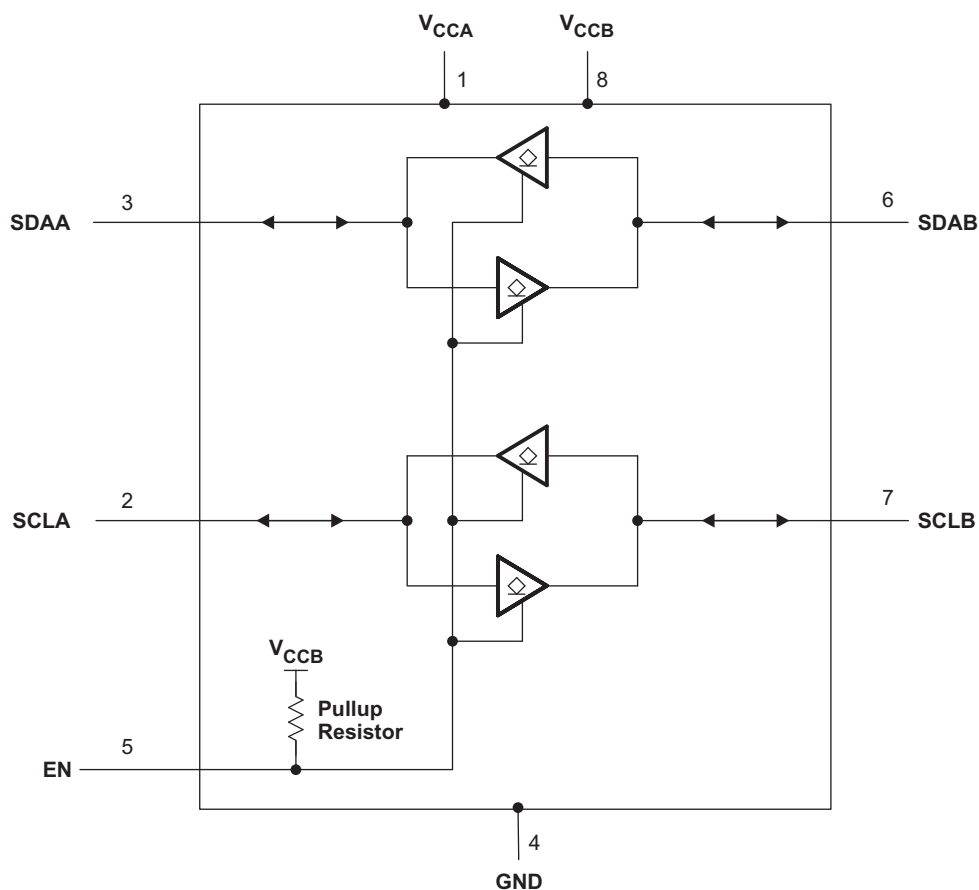 VCCA
VCCB
1
8
SDAA
3
6
SDAB
SCLA
2
7
SCLB
VCCB
Pullup
Resistor
EN
5
4
GND